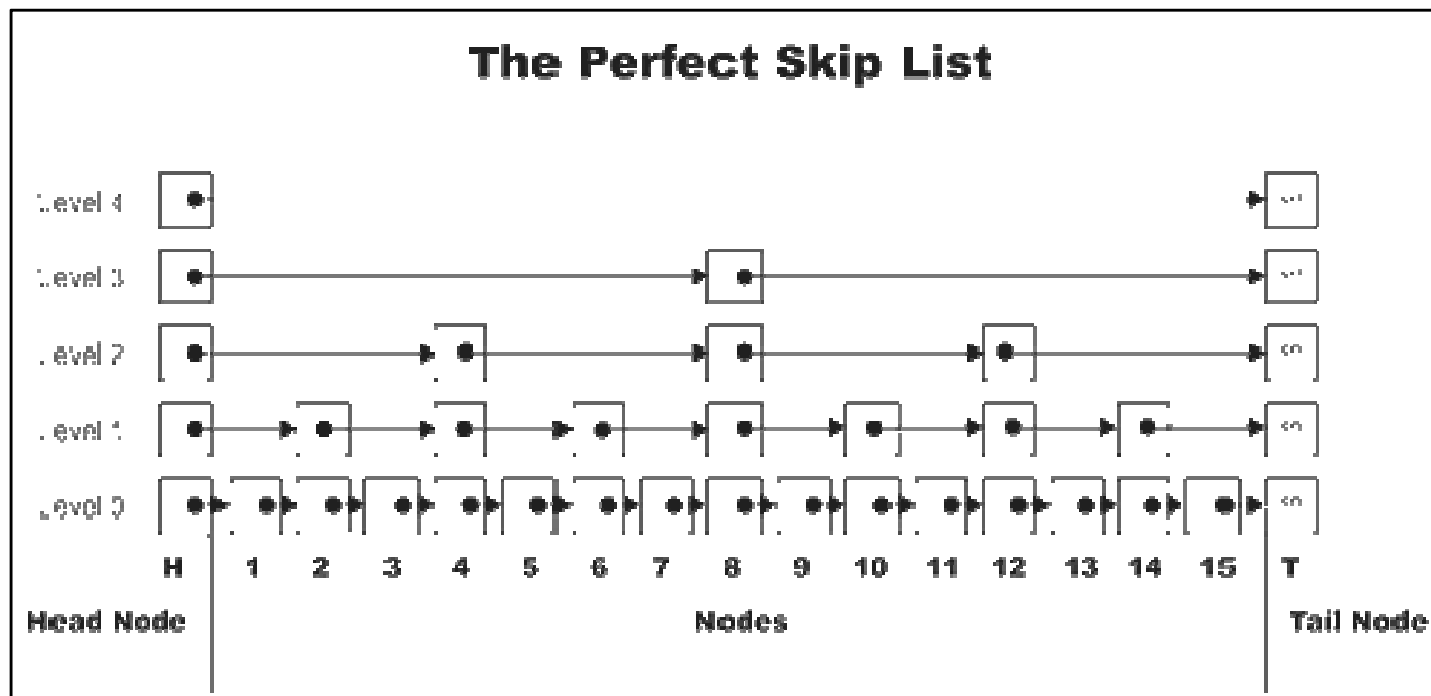 The Perfect Skip List
Level 4
Level 3
Level 2
Level 1
Level 0
H 1 2 3 4 5 6 7 8 9 10 11 12 13 14 15 T
Head Node Nodes Tail Node